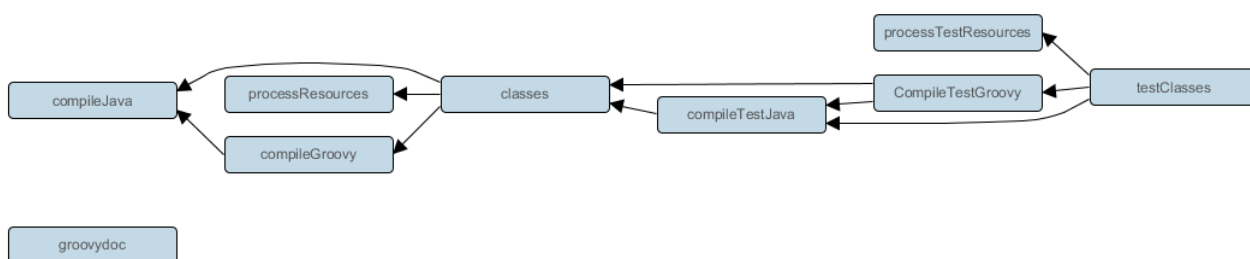 processTestResources
compileJava
processResources
classes
CompileTestGroovy
testClasses
compileTestJava
compileGroovy
groovydoc